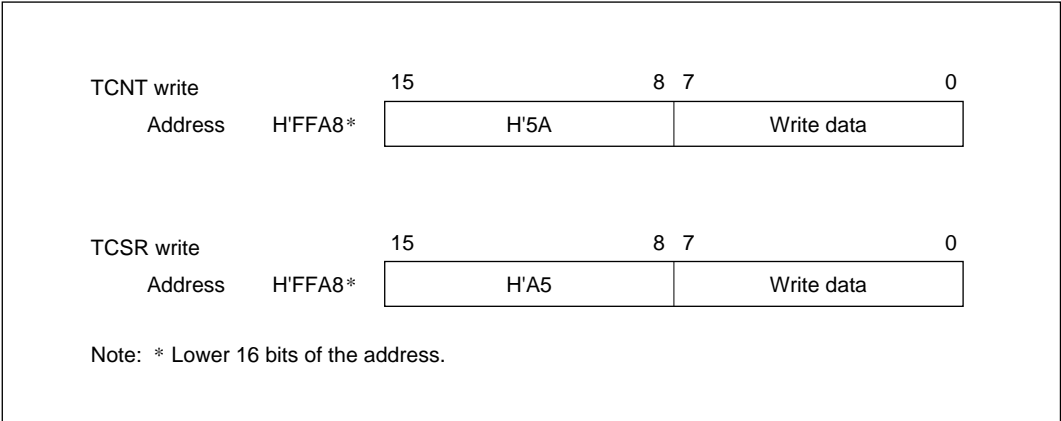 TCNT write 15 8 7 0
Address H'FFA8* H'5A Write data
TCSR write 15 8 7 0
Address H'FFA8* H'A5 Write data
Note: * Lower 16 bits of the address.